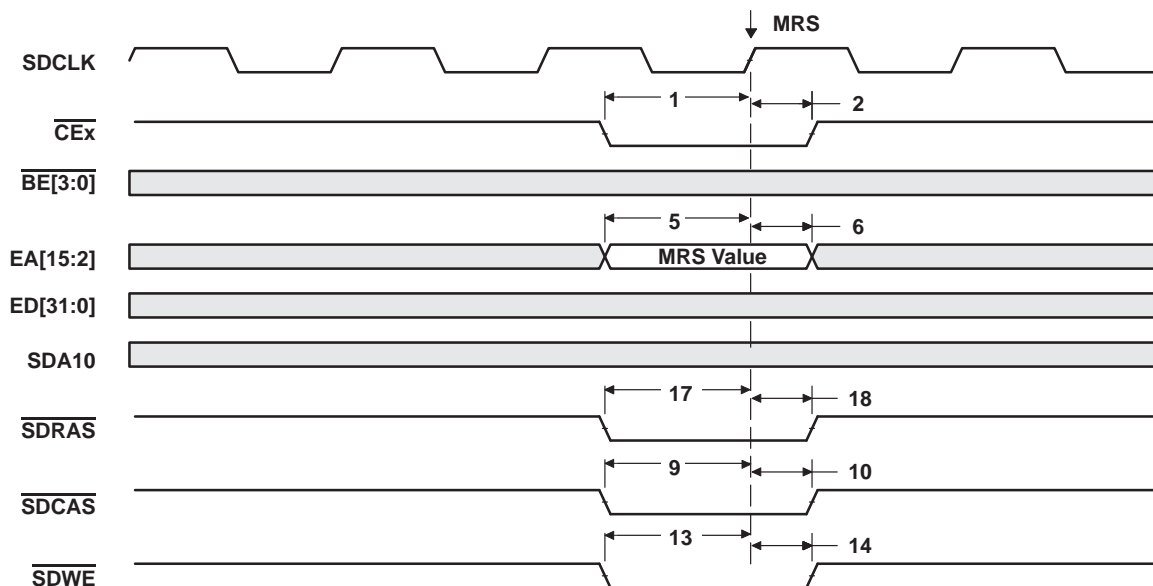 MRS
SDCLK
1 2
CEx
BE[3:0]
5 6
EA[15:2] MRS Value
ED[31:0]
SDA10
17 18
SDRAS
9 10
SDCAS
13 14
SDWE